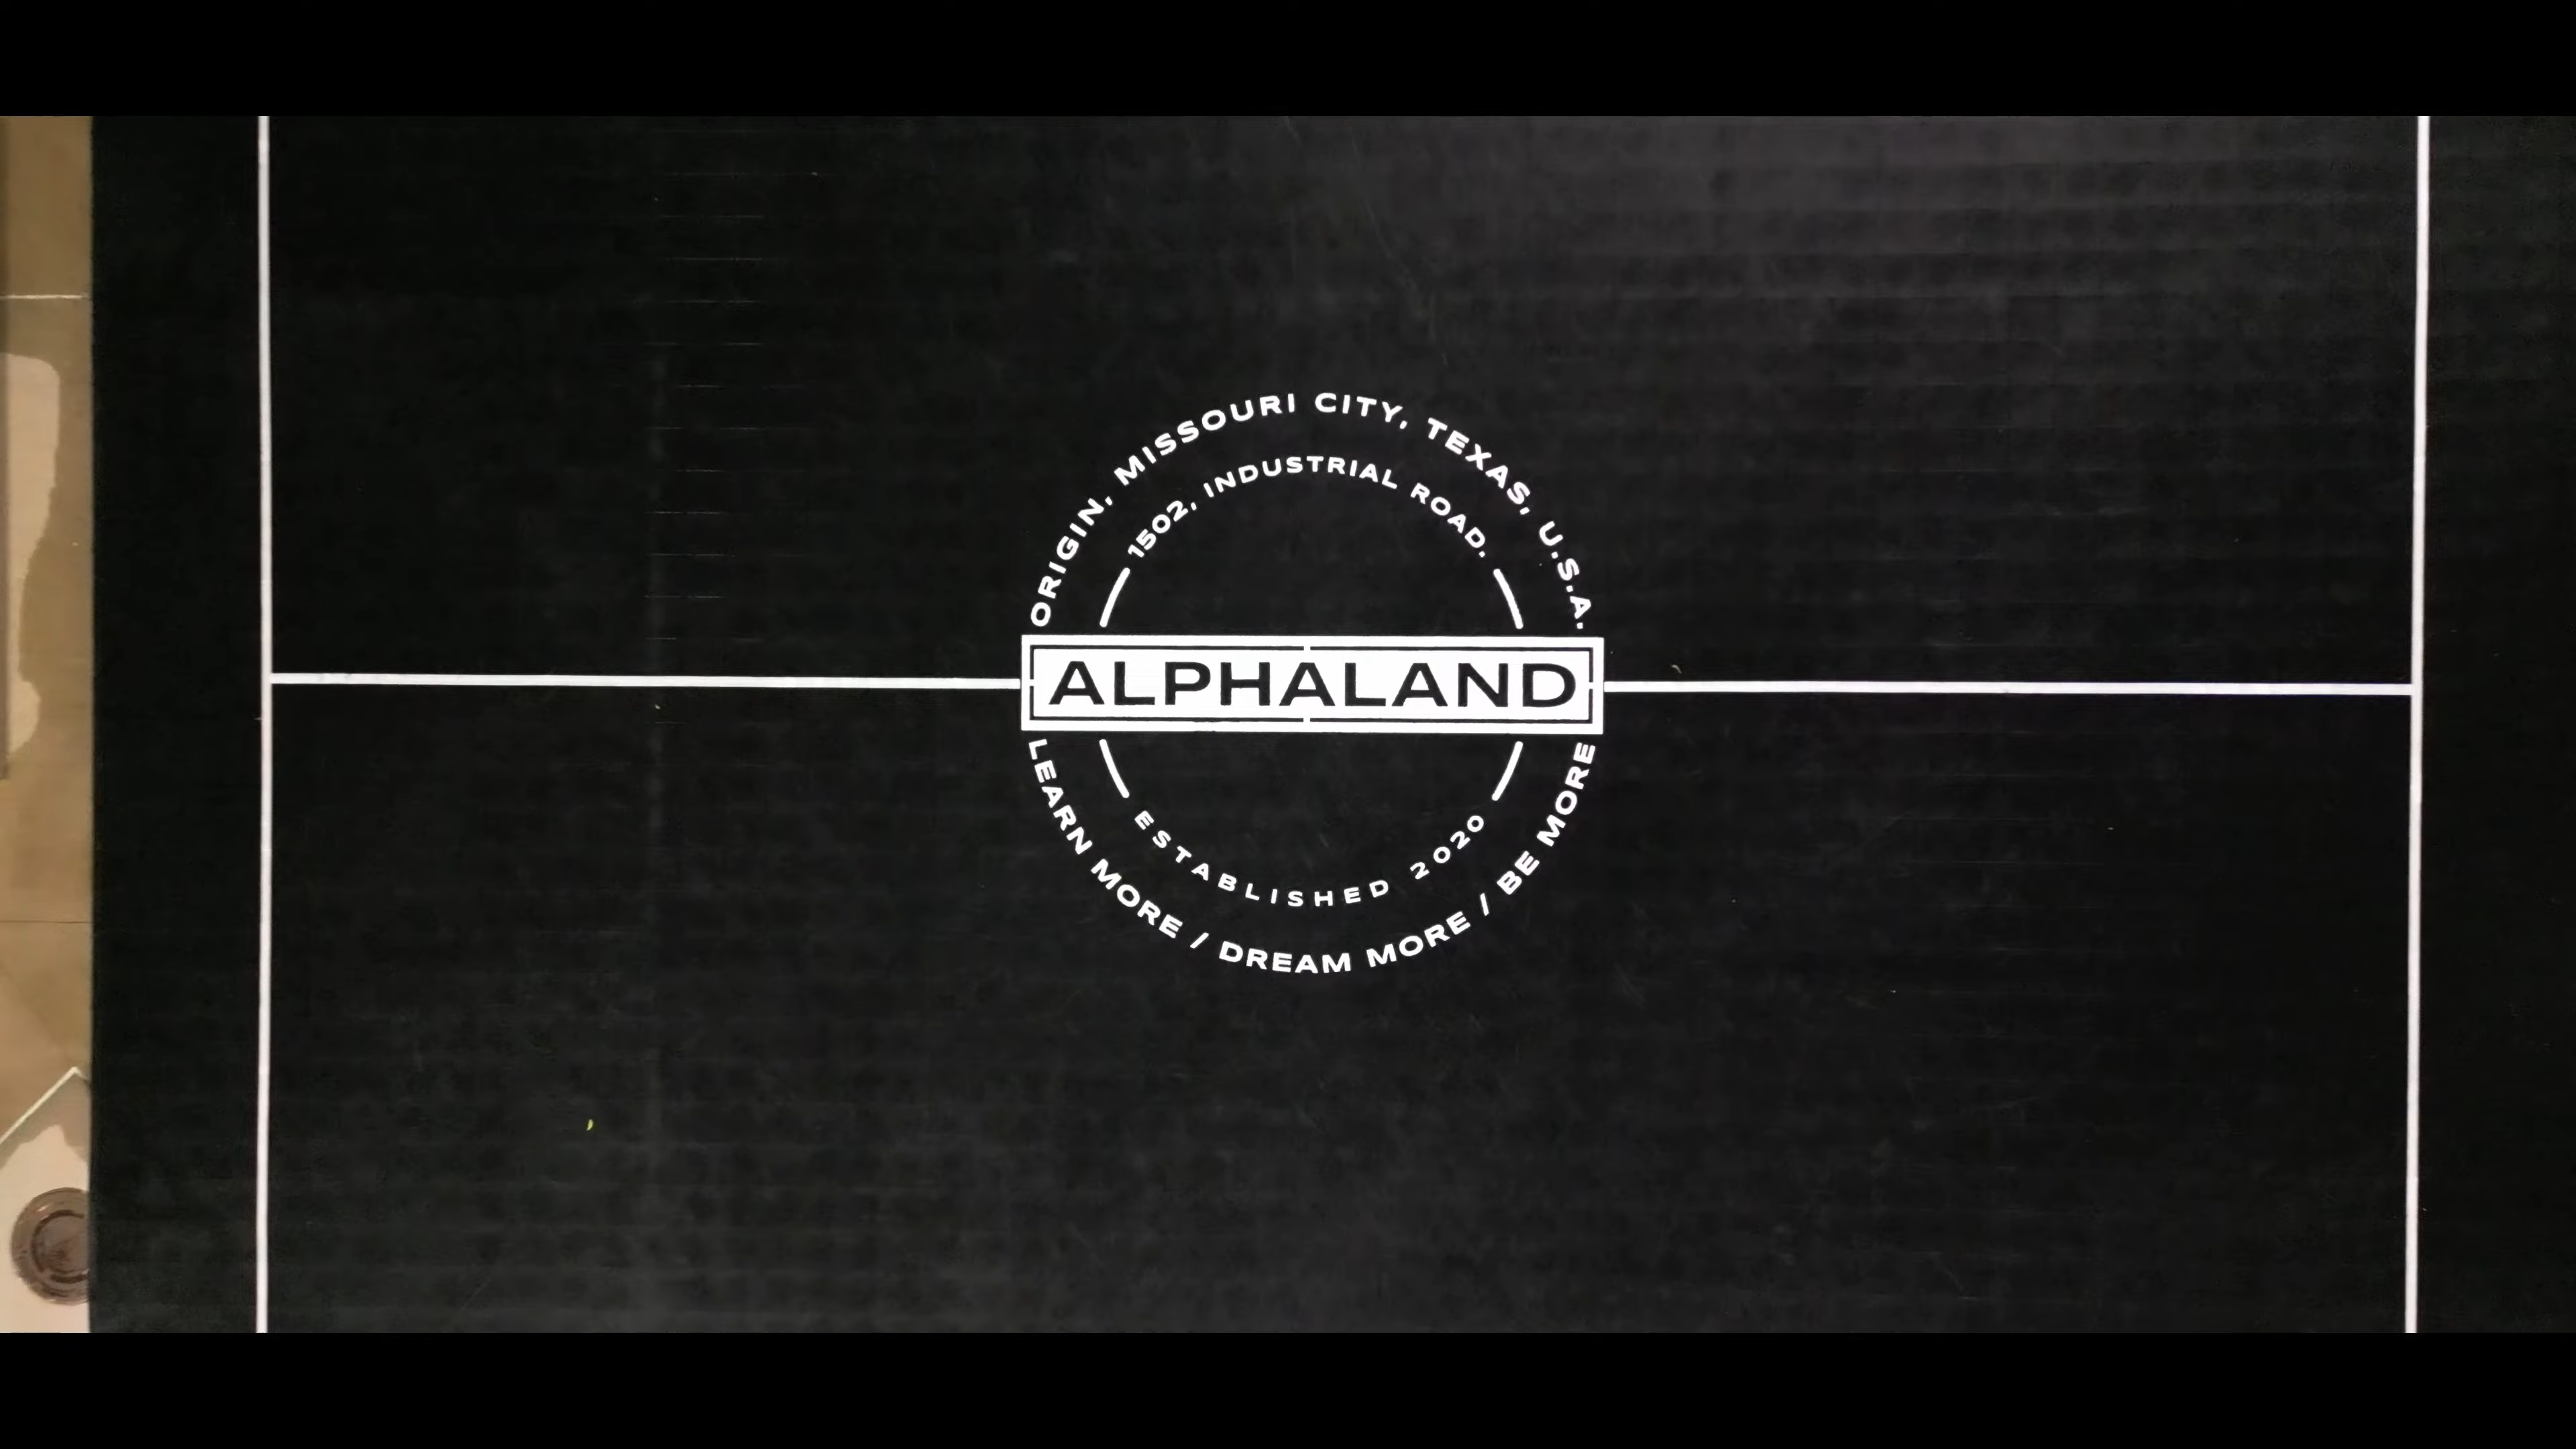 ORIGIN, MISSOURI CITY, TEXAS, U.S.A.
1502, INDUSTRIAL ROAD.
ALPHALAND
ESTABLISHED 2020
LEARN MORE / DREAM MORE / BE MORE